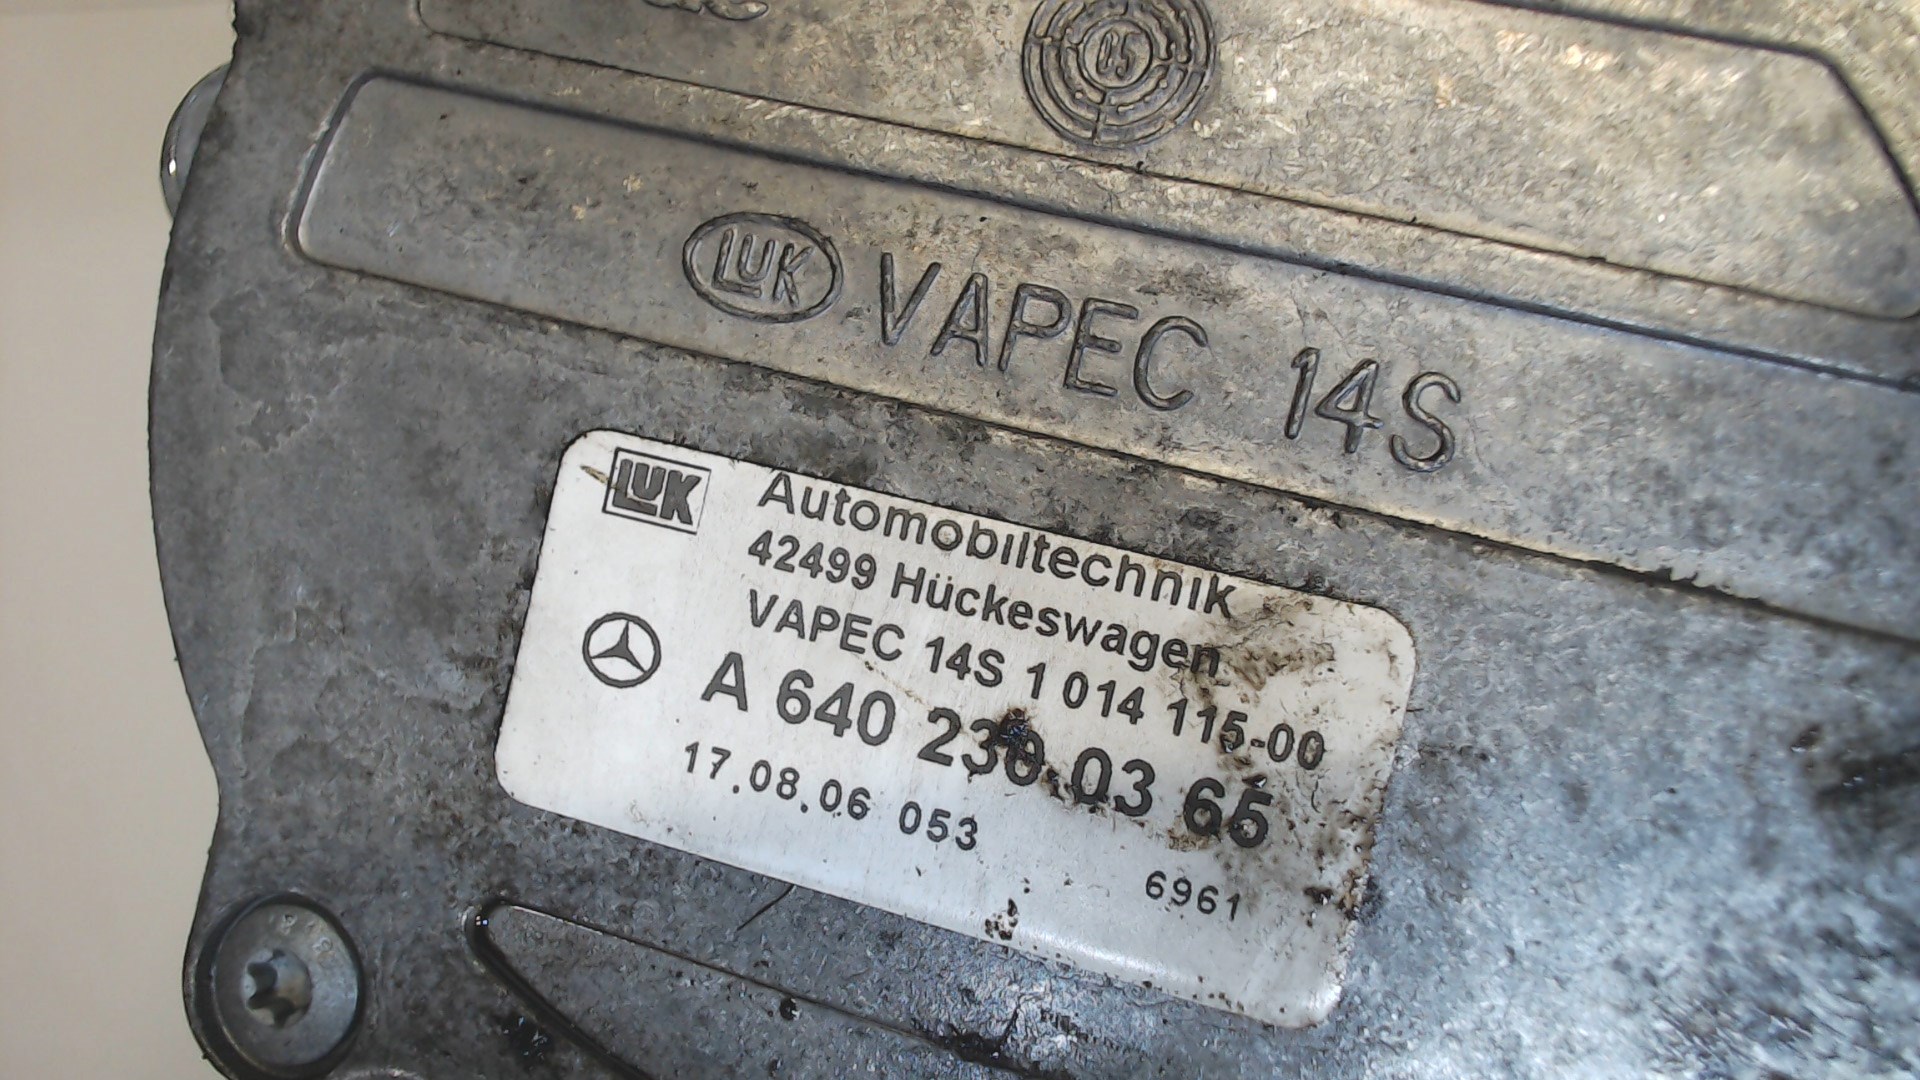 05
LUK VAPEC 14S
LUK Automobiltechnik
42499 Hückeswagen
VAPEC 14S 1 014 115-00
A 640 230 03 65
17.08.06 053
6961